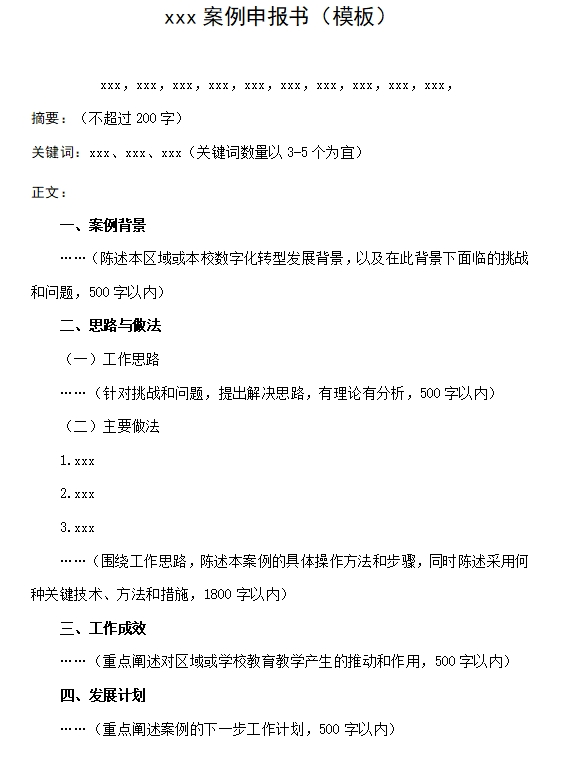 xxx 案例申报书（模板）
xxx，xxx，xxx，xxx，xxx，xxx，xxx，xxx，xxx，xxx，
摘要：（不超过 200 字）
关键词：xxx、xxx、xxx（关键词数量以 3-5 个为宜）
正文：
一、案例背景
……（陈述本区域或本校数字化转型发展背景，以及在此背景下面临的挑战
和问题，500 字以内）
二、思路与做法
（一）工作思路
……（针对挑战和问题，提出解决思路，有理论有分析，500 字以内）
（二）主要做法
1.xxx
2.xxx
3.xxx
……（围绕工作思路，陈述本案例的具体操作方法和步骤，同时陈述采用何
种关键技术、方法和措施，1800 字以内）
三、工作成效
……（重点阐述对区域或学校教育教学产生的推动和作用，500 字以内）
四、发展计划
……（重点阐述案例的下一步工作计划，500 字以内）